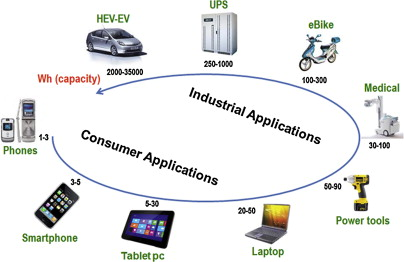 UPS
HEV-EV
eBike
250-1000
2000-35000
100-300
Wh (capacity)
Industrial Applications
Medical
30-100
1-3
Phones
Consumer Applications
3-5
5-30
20-50
50-90
Power tools
Smartphone
Tablet pc
Laptop